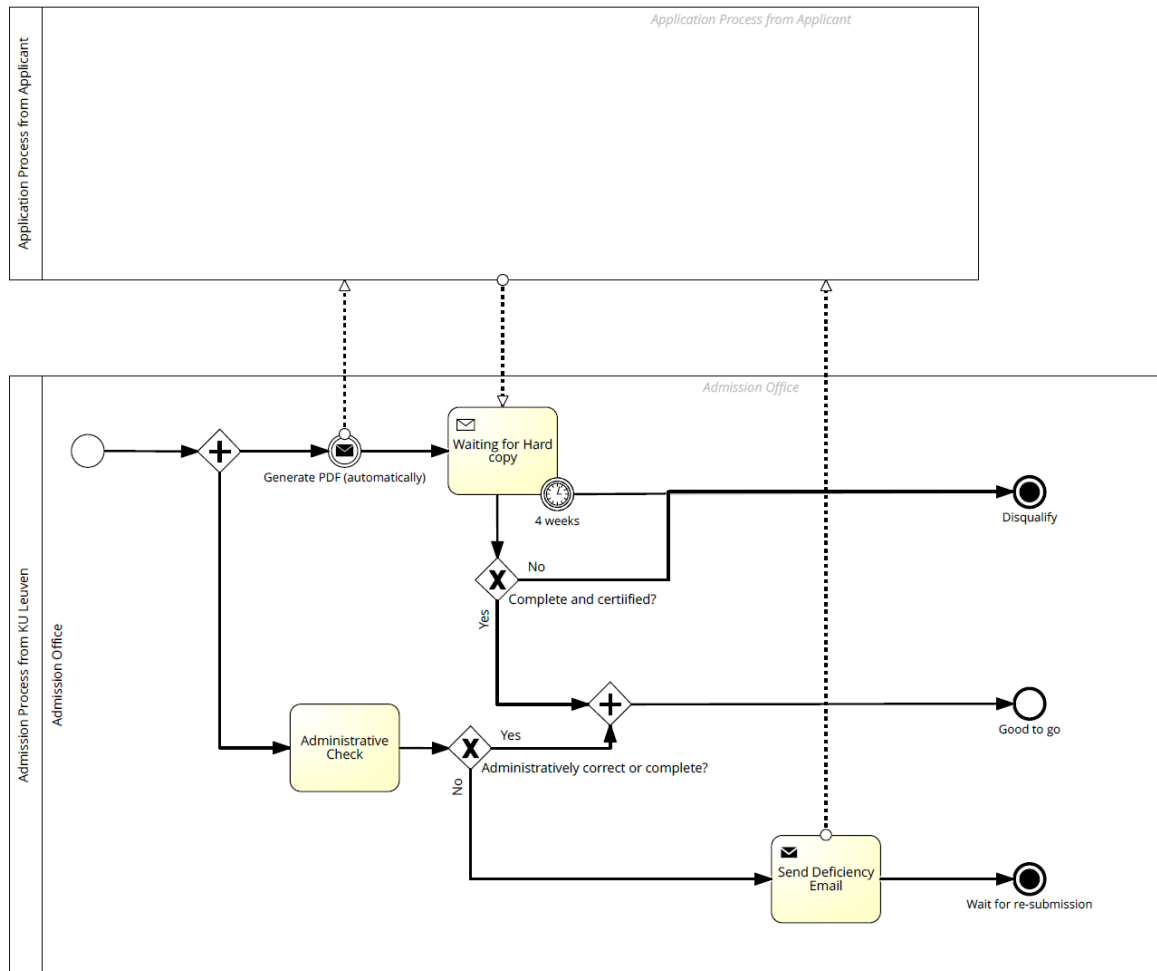 Application Process from Applicant
Application Process from Applicant
Admission Office
Admission Process from KU Leuven
Admission Office
Waiting for Hard
copy
Generate PDF (automatically)
4 weeks
Disqualify
No
Complete and certiified?
Yes
Good to go
Administrative
Check
Yes
Administratively correct or complete?
No
Send Deficiency
Email
Wait for re-submission